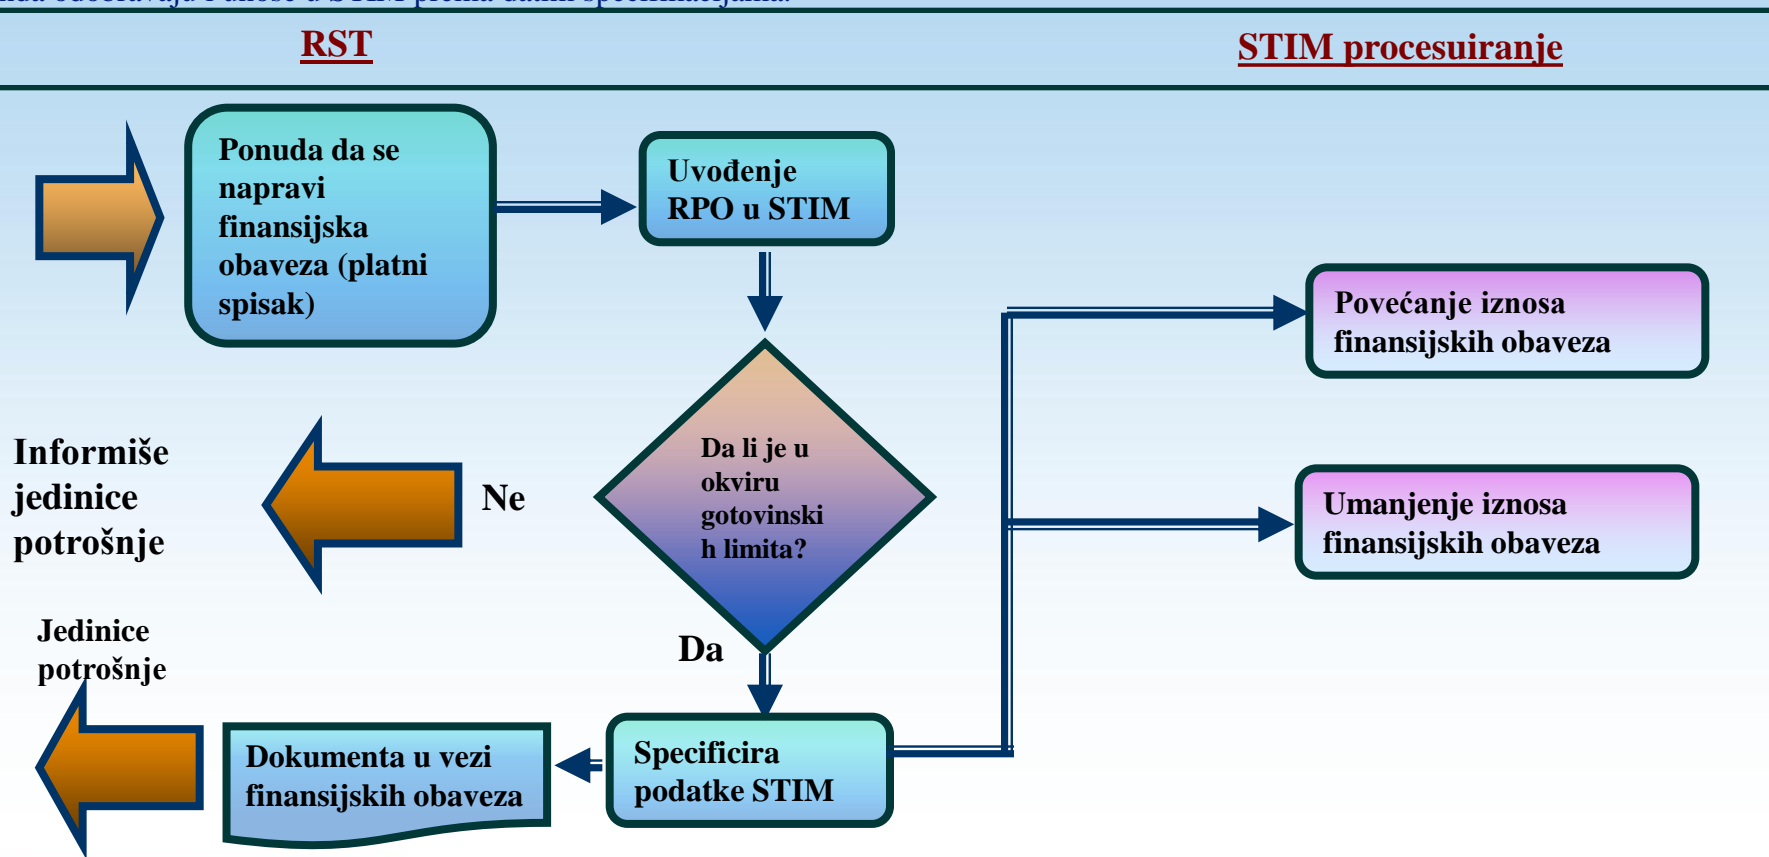 RST
STIM procesuiranje
Ponuda da se
napravi
finansijska
obaveza (platni
spisak)
Uvođenje
RPO u STIM
Povećanje iznosa
finansijskih obaveza
Da li je u
okviru
gotovinski
h limita?
Informiše
jedinice
potrošnje
Ne
Umanjenje iznosa
finansijskih obaveza
Da
Jedinice
potrošnje
Dokumenta u vezi
finansijskih obaveza
Specificira
podatke STIM